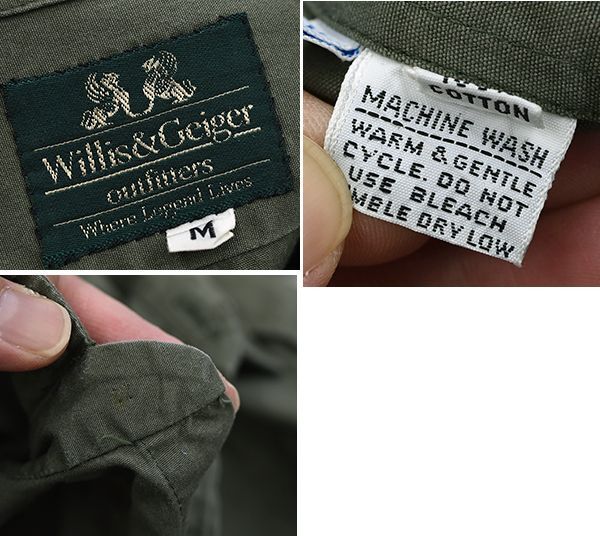 Willis&Geiger
outfitters
Where Legend Lives
M
COTTON
MACHINE WASH
WARM & GENTLE
CYCLE. DO NOT
USE BLEACH
MBLE DRY LOW